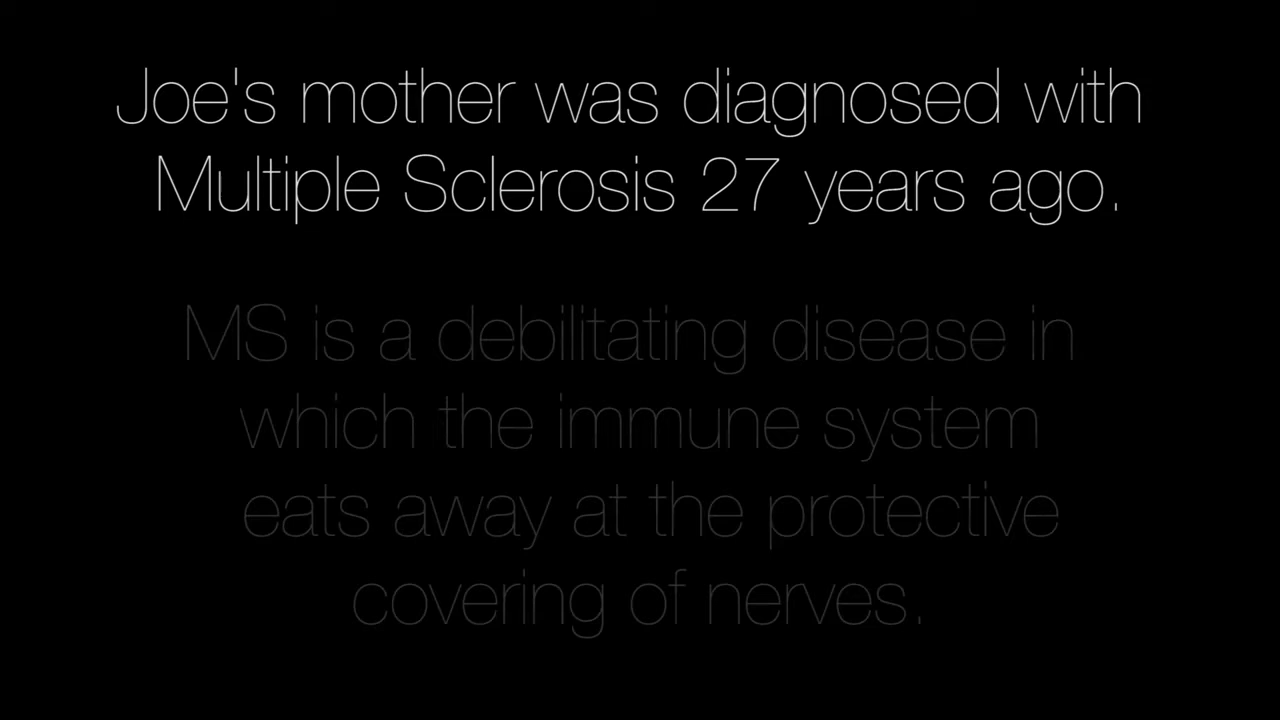 Joe's mother was diagnosed with
Multiple Sclerosis 27 years ago.
MS is a debilitating disease in
which the immune system
eats away at the protective
covering of nerves.